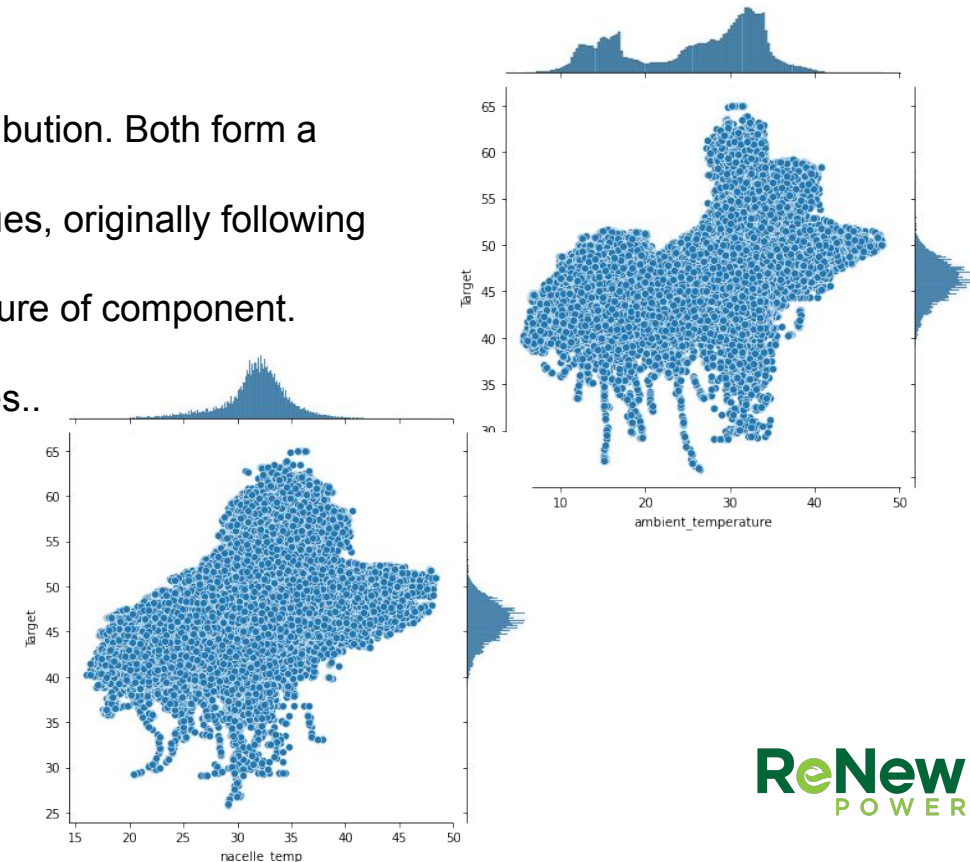 bution. Both form a
ues, originally following
ure of component.
s..
65
60
55
50
45
40
35
30
Target
10 20 30 40 50
ambient_temperature
65
60
55
50
45
40
35
30
25
Target
15 20 25 30 35 40 45 50
nacelle_temp
ReNew
POWER